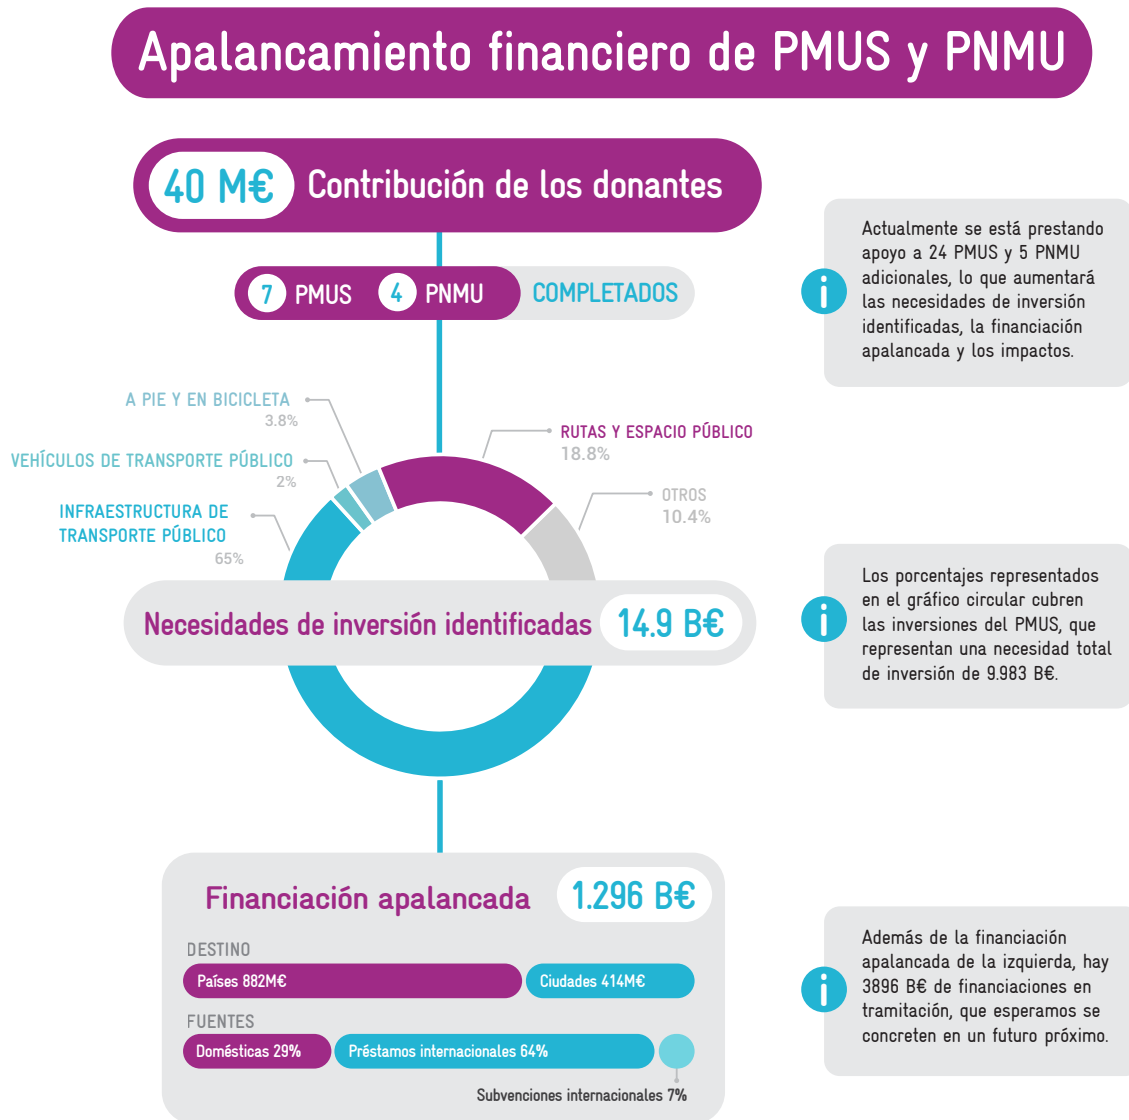 Apalancamiento financiero de PMUS y PNMU
40 M€ Contribución de los donantes
7 PMUS 4 PNMU COMPLETADOS
i
Actualmente se está prestando
apoyo a 24 PMUS y 5 PNMU
adicionales, lo que aumentará
las necesidades de inversión
identificadas, la financiación
apalancada y los impactos.
A PIE Y EN BICICLETA
3.8%
VEHÍCULOS DE TRANSPORTE PÚBLICO
2%
INFRAESTRUCTURA DE
TRANSPORTE PÚBLICO
65%
RUTAS Y ESPACIO PÚBLICO
18.8%
OTROS
10.4%
Necesidades de inversión identificadas 14.9 B€
i
Los porcentajes representados
en el gráfico circular cubren
las inversiones del PMUS, que
representan una necesidad total
de inversión de 9.983 B€.
Financiación apalancada 1.296 B€
DESTINO
Países 882M€ Ciudades 414M€
FUENTES
Domésticas 29% Préstamos internacionales 64%
Subvenciones internacionales 7%
i
Además de la financiación
apalancada de la izquierda, hay
3896 B€ de financiaciones en
tramitación, que esperamos se
concreten en un futuro próximo.